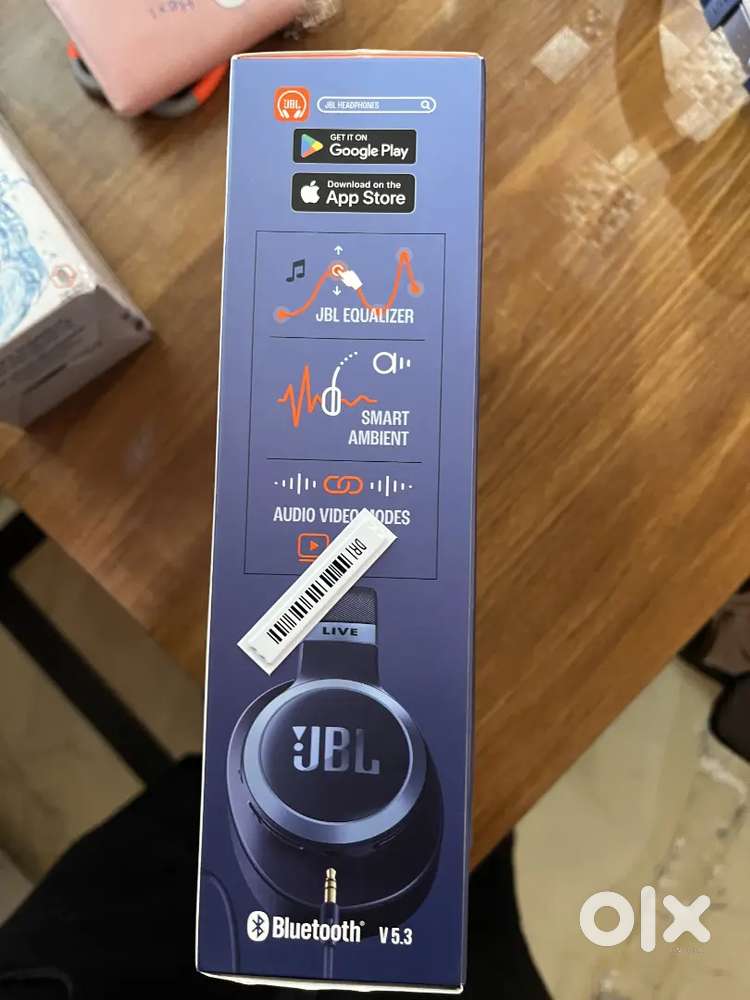 JBL
JBL HEADPHONES
GET IT ON
Google Play
Download on the
App Store
JBL EQUALIZER
SMART
AMBIENT
AUDIO VIDEO MODES
LIVE
JBL
Bluetooth® V 5.3
olx